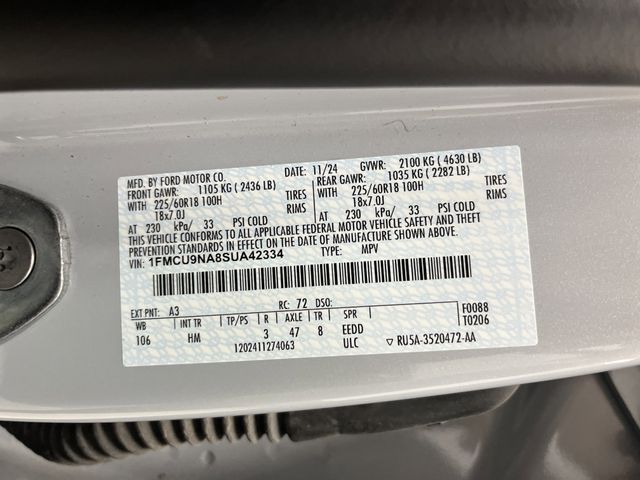 MFD. BY FORD MOTOR CO. DATE: 11/24 GVWR: 2100 KG ( 4630 LB)
FRONT GAWR: 1105 KG ( 2436 LB) REAR GAWR: 1035 KG ( 2282 LB)
WITH 225/60R18 100H TIRES WITH 225/60R18 100H TIRES
18x7.0J RIMS 18x7.0J RIMS
AT 230 kPa/ 33 PSI COLD AT 230 kPa/ 33 PSI COLD
THIS VEHICLE CONFORMS TO ALL APPLICABLE FEDERAL MOTOR VEHICLE SAFETY AND THEFT
PREVENTION STANDARDS IN EFFECT ON THE DATE OF MANUFACTURE SHOWN ABOVE.
VIN: 1FMCU9NA8SUA42334 TYPE: MPV
EXT PNT: A3 RC: 72 DSO:
WB INT TR TP/PS R AXLE TR SPR F0088
106 HM 3 47 8 EEDD T0206
1202411274063 ULC ▽ RU5A-3520472-AA